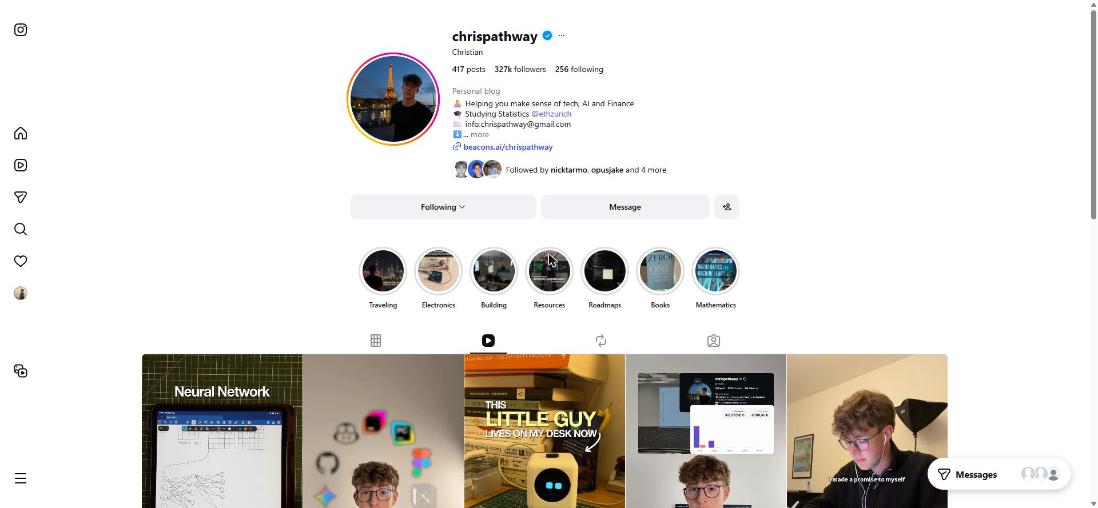 chrispathway ...
Christian
417 posts 327k followers 256 following
Personal blog
Helping you make sense of tech, AI and Finance
Studying Statistics @ethzurich
info.chrispathway@gmail.com
... more
beacons.ai/chrispathway
Followed by nicktarmo, opusjake and 4 more
Following
Message
Traveling
Electronics
Building
Resources
Roadmaps
Books
Mathematics
Neural Network
THIS
LITTLE GUY
LIVES ON MY DESK NOW
I made a promise to myself
Messages